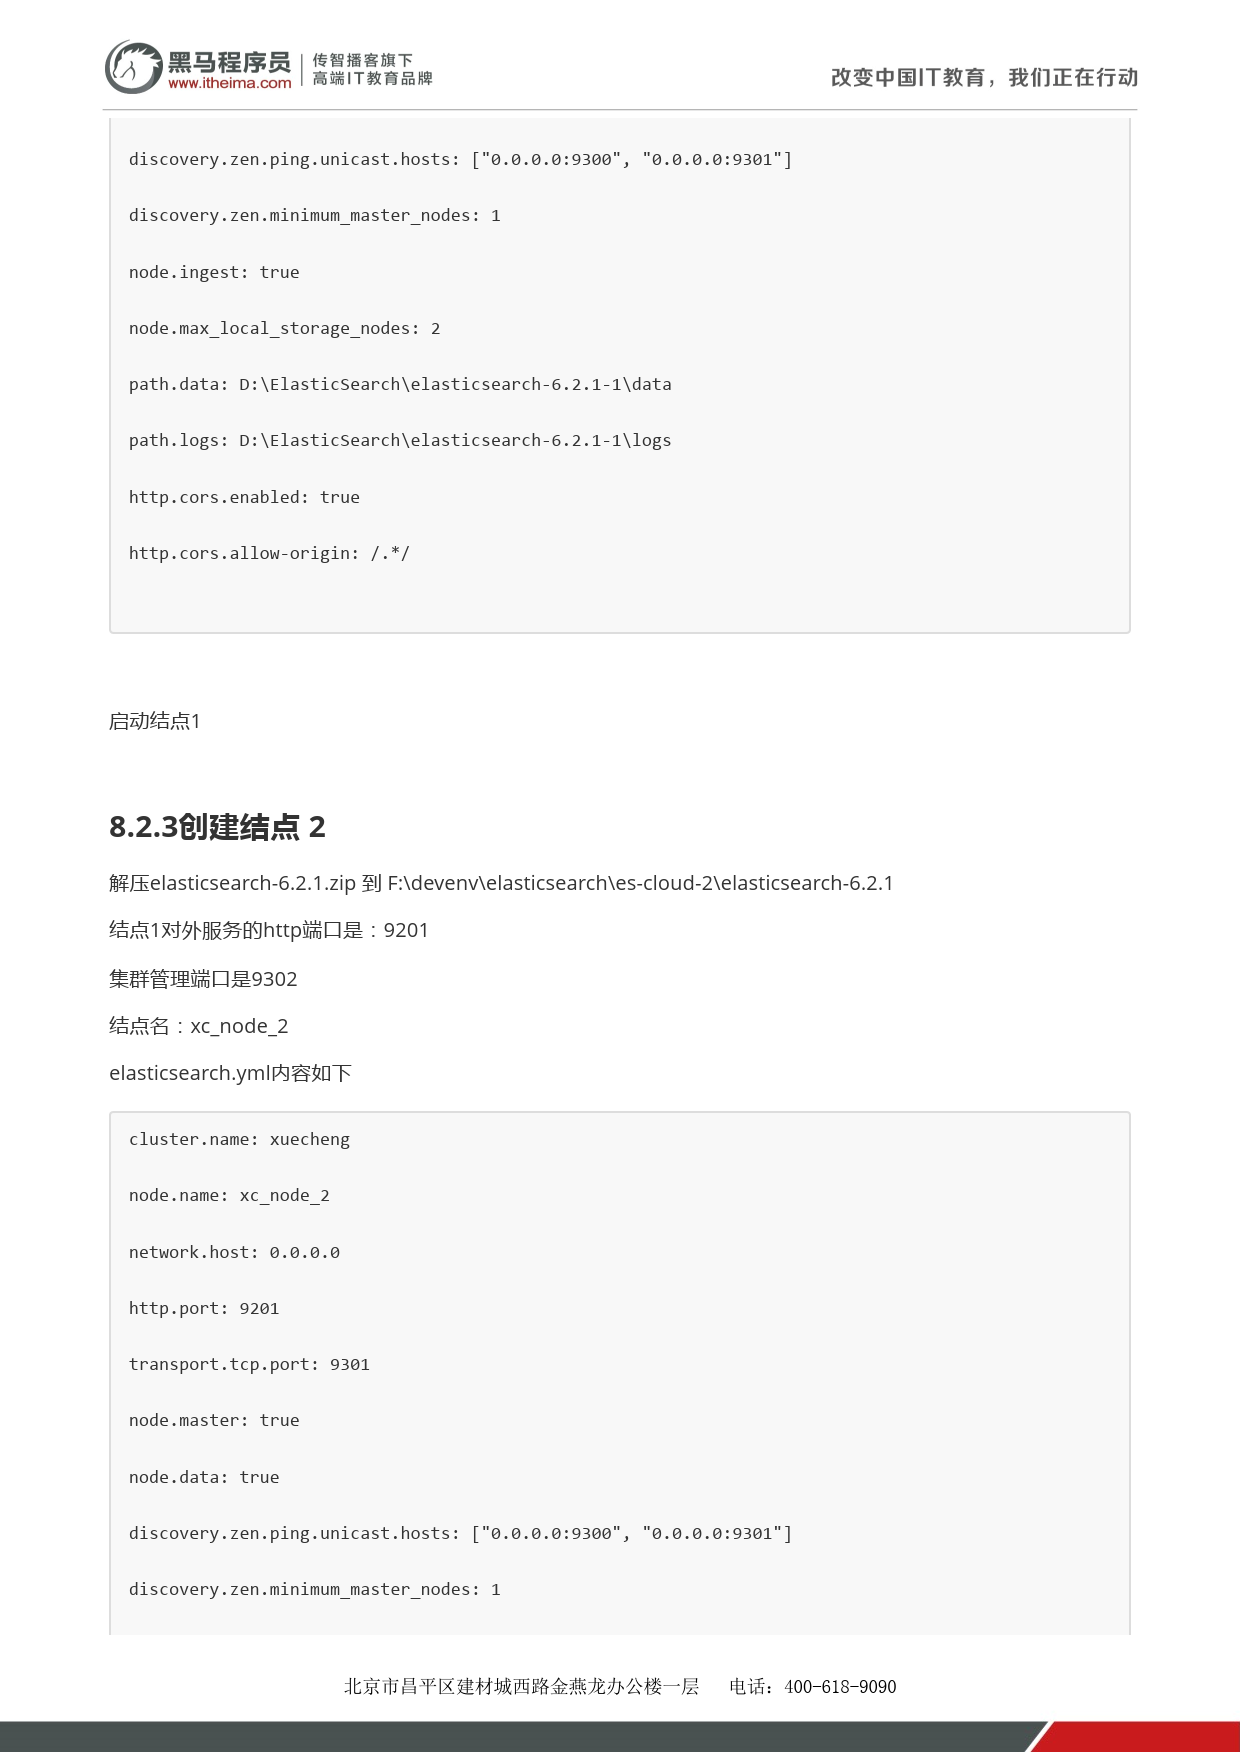 黑马程序员
www.itheima.com
传智播客旗下
高端IT教育品牌
改变中国IT教育，我们正在行动
discovery.zen.ping.unicast.hosts: ["0.0.0.0:9300", "0.0.0.0:9301"]
discovery.zen.minimum_master_nodes: 1
node.ingest: true
node.max_local_storage_nodes: 2
path.data: D:\ElasticSearch\elasticsearch-6.2.1-1\data
path.logs: D:\ElasticSearch\elasticsearch-6.2.1-1\logs
http.cors.enabled: true
http.cors.allow-origin: /.*/
启动结点1
8.2.3创建结点 2
解压elasticsearch-6.2.1.zip 到 F:\devenv\elasticsearch\es-cloud-2\elasticsearch-6.2.1
结点1对外服务的http端口是：9201
集群管理端口是9302
结点名：xc_node_2
elasticsearch.yml内容如下
cluster.name: xuecheng
node.name: xc_node_2
network.host: 0.0.0.0
http.port: 9201
transport.tcp.port: 9301
node.master: true
node.data: true
discovery.zen.ping.unicast.hosts: ["0.0.0.0:9300", "0.0.0.0:9301"]
discovery.zen.minimum_master_nodes: 1
北京市昌平区建材城西路金燕龙办公楼一层 电话：400-618-9090